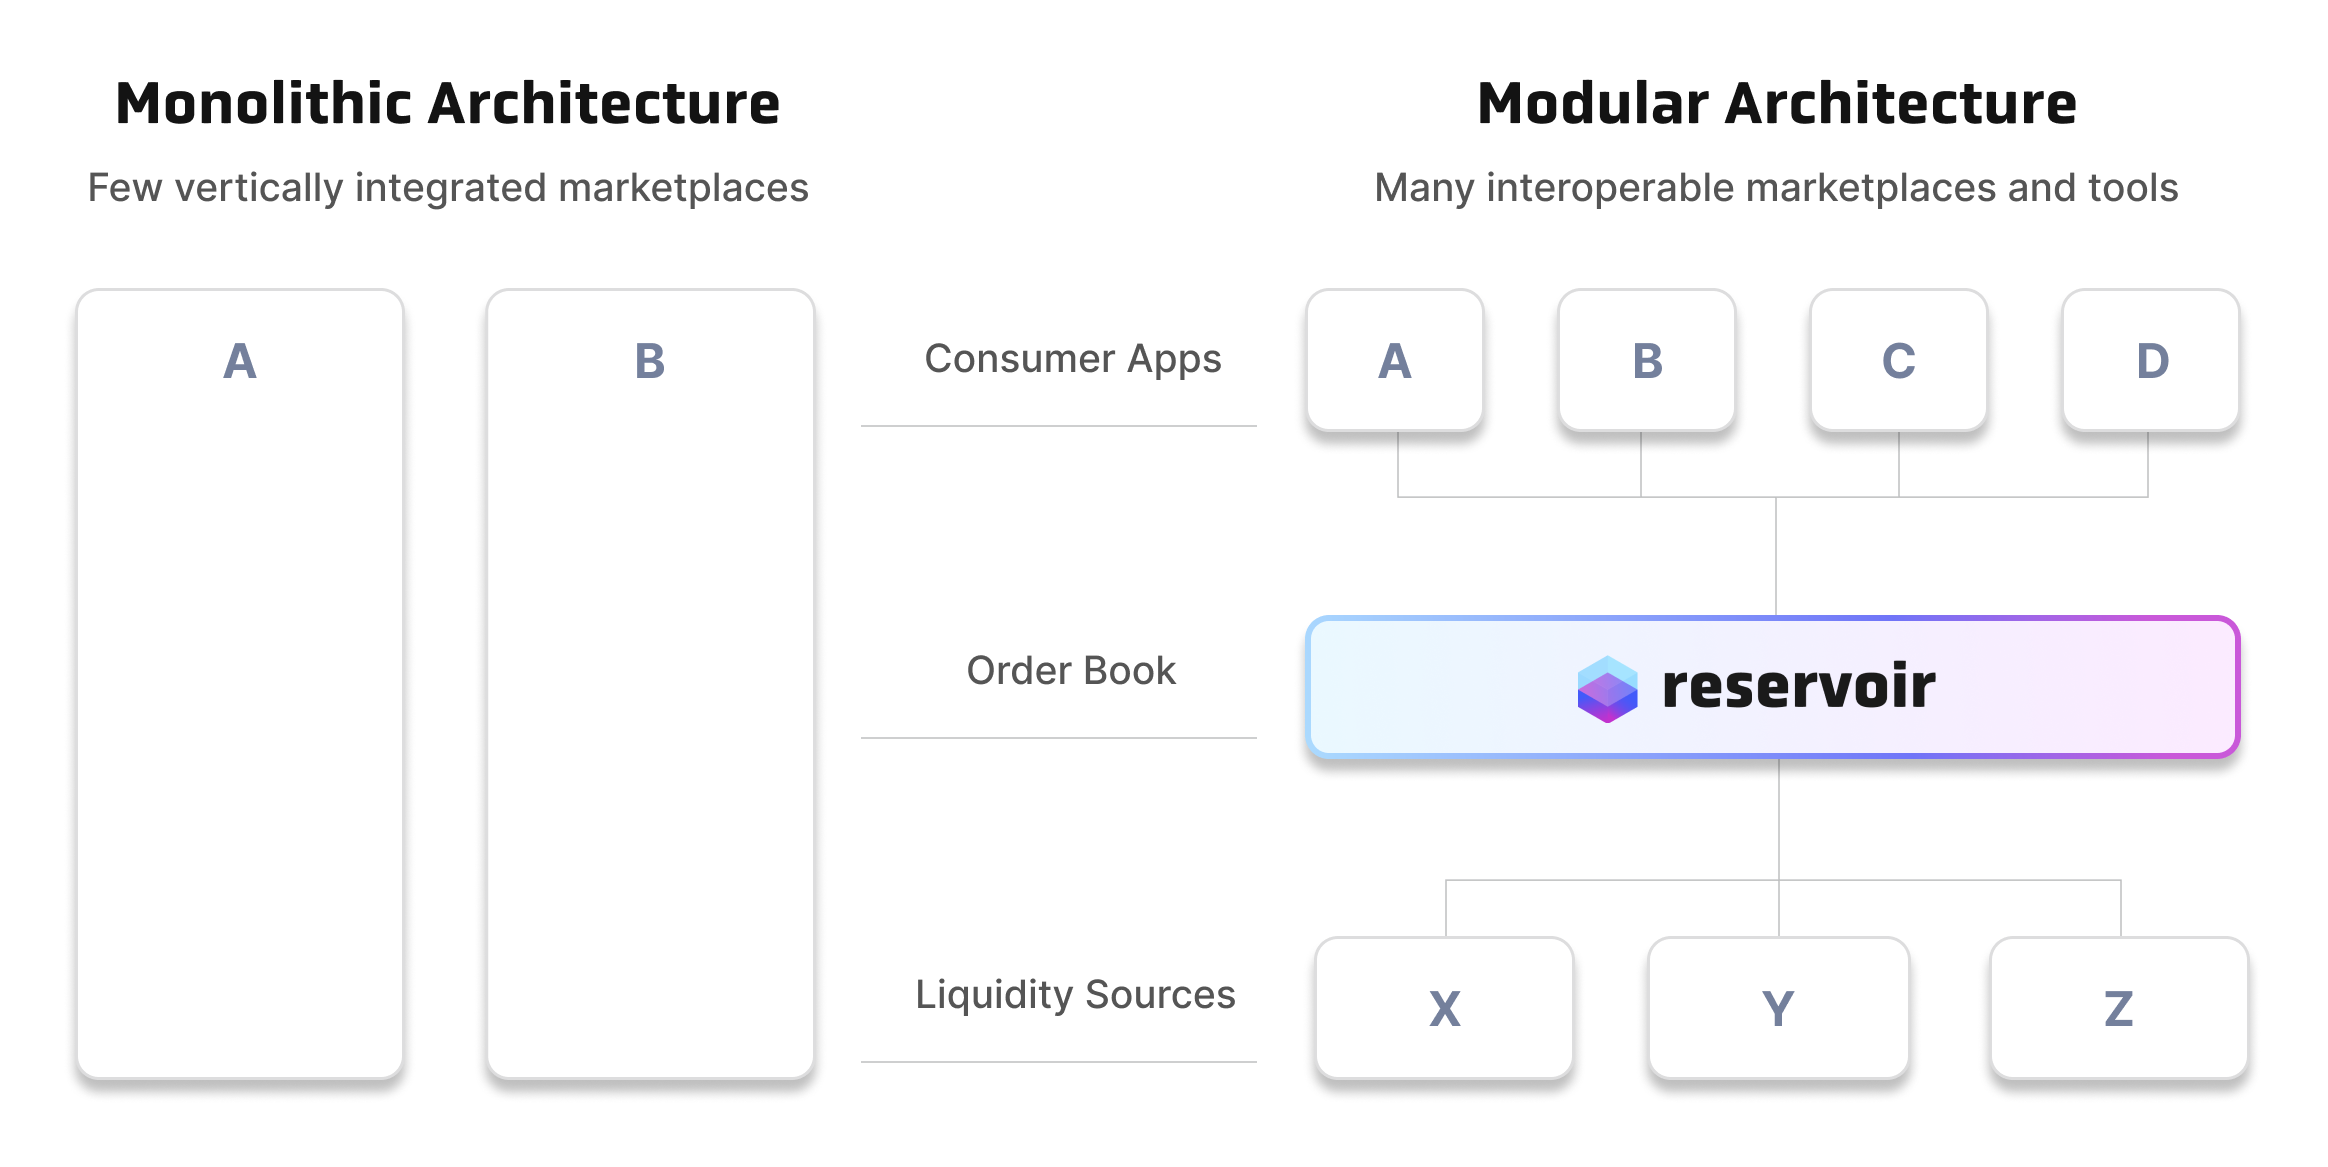 Monolithic Architecture
Few vertically integrated marketplaces
Modular Architecture
Many interoperable marketplaces and tools
A
B
Consumer Apps
A
B
C
D
Order Book
reservoir
Liquidity Sources
X
Y
Z